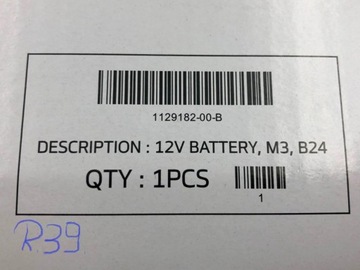 1129182-00-B
DESCRIPTION : 12V BATTERY, M3, B24
QTY : 1PCS
1
R39